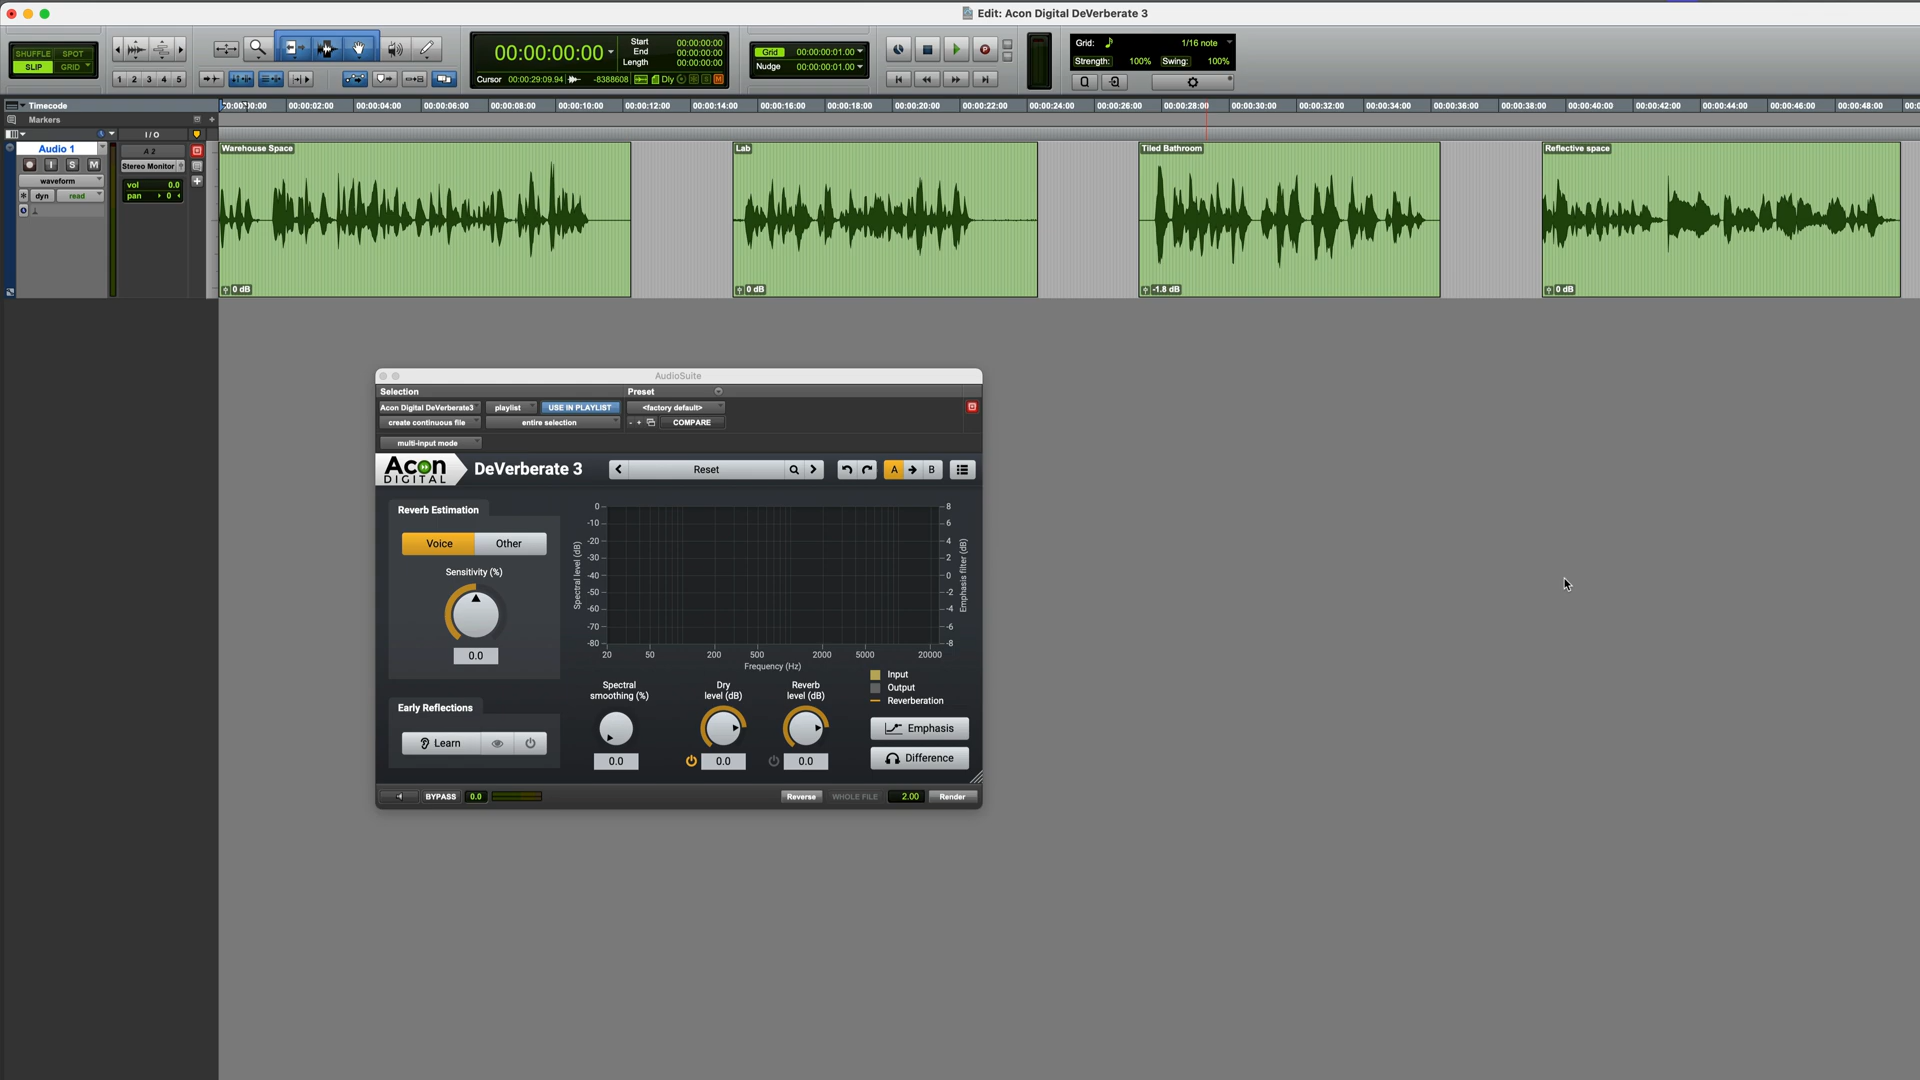 Edit: Acon Digital DeVerberate 3
SHUFFLE SPOT
SLIP GRID
1 2 3 4 5
00:00:00:00
Start 00:00:00:00
End 00:00:00:00
Length 00:00:00:00
Cursor 00:00:29:09.94 -8388608 Dly
Grid 00:00:00:01.00
Nudge 00:00:00:01.00
Grid: 1/16 note
Strength: 100% Swing: 100%
Q
Timecode
00:00:02:00 00:00:04:00 00:00:06:00 00:00:08:00 00:00:10:00 00:00:12:00 00:00:14:00 00:00:16:00 00:00:18:00 00:00:20:00 00:00:22:00 00:00:24:00 00:00:26:00 00:00:28:00 00:00:30:00 00:00:32:00 00:00:34:00 00:00:36:00 00:00:38:00 00:00:40:00 00:00:42:00 00:00:44:00 00:00:46:00 00:00:48:00
Markers
I / O
Audio 1
A 2
I S M
Stereo Monitor
waveform
vol 0.0
dyn read
pan 0
Warehouse Space
0 dB
Lab
0 dB
Tiled Bathroom
-1.8 dB
Reflective space
0 dB
AudioSuite
Selection
Preset
Acon Digital DeVerberate3 playlist USE IN PLAYLIST <factory default>
create continuous file entire selection - + COMPARE
multi-input mode
Acon
DIGITAL
DeVerberate 3
Reset
A B
Reverb Estimation
Voice Other
Sensitivity (%)
0.0
Early Reflections
Learn
Spectral level (dB)
0
-10
-20
-30
-40
-50
-60
-70
-80
8
6
4
2
0
-2
-4
-6
-8
Emphasis filter (dB)
20 50 200 500 2000 5000 20000
Frequency (Hz)
Spectral
smoothing (%)
0.0
Dry
level (dB)
0.0
Reverb
level (dB)
0.0
Input
Output
Reverberation
Emphasis
Difference
BYPASS 0.0
Reverse WHOLE FILE 2.00 Render